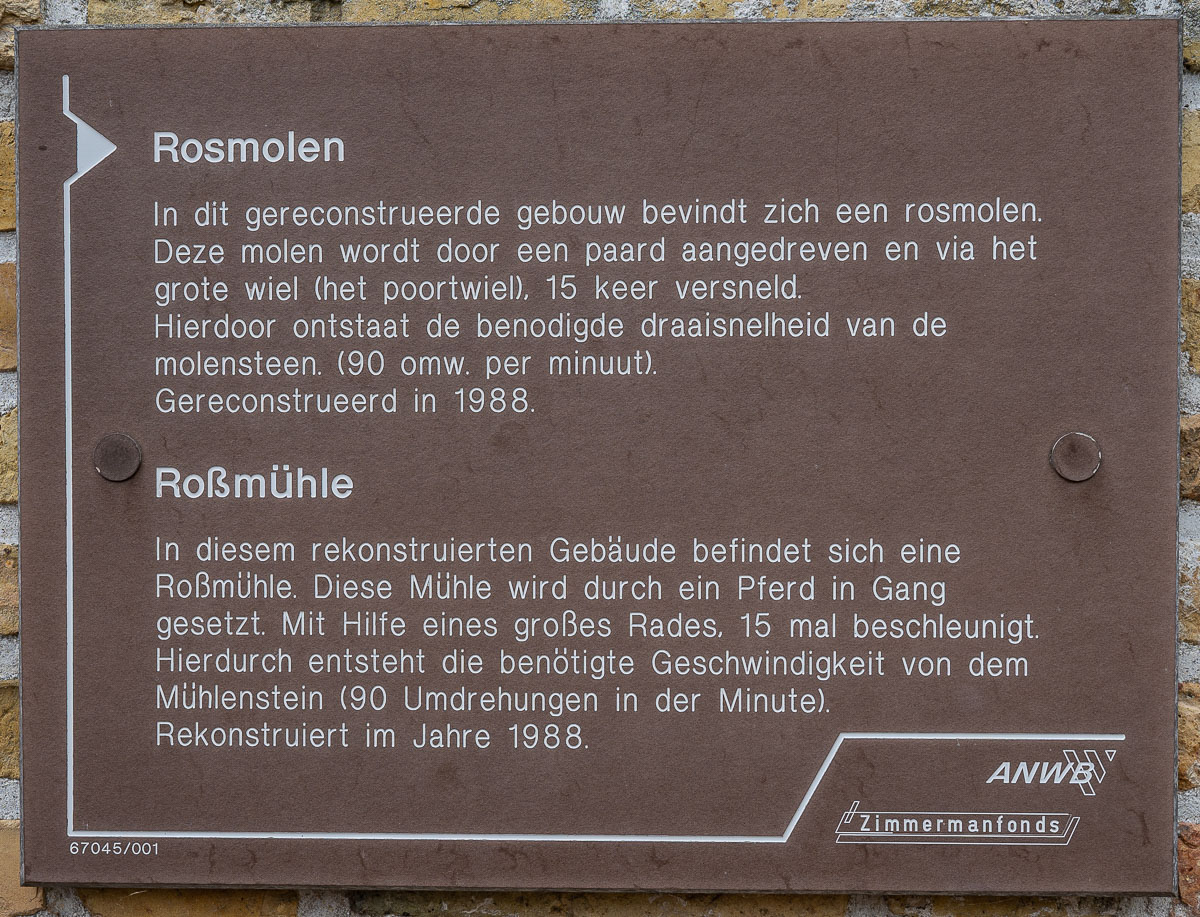 Rosmolen
In dit gereconstrueerde gebouw bevindt zich een rosmolen.
Deze molen wordt door een paard aangedreven en via het
grote wiel (het poortwiel), 15 keer versneld.
Hierdoor ontstaat de benodigde draaisnelheid van de
molensteen. (90 omw. per minuut).
Gereconstrueerd in 1988.
Roßmühle
In diesem rekonstruierten Gebäude befindet sich eine
Roßmühle. Diese Mühle wird durch ein Pferd in Gang
gesetzt. Mit Hilfe eines großes Rades, 15 mal beschleunigt.
Hierdurch entsteht die benötigte Geschwindigkeit von dem
Mühlenstein (90 Umdrehungen in der Minute).
Rekonstruiert im Jahre 1988.
ANWB
Zimmermanfonds
67045/001